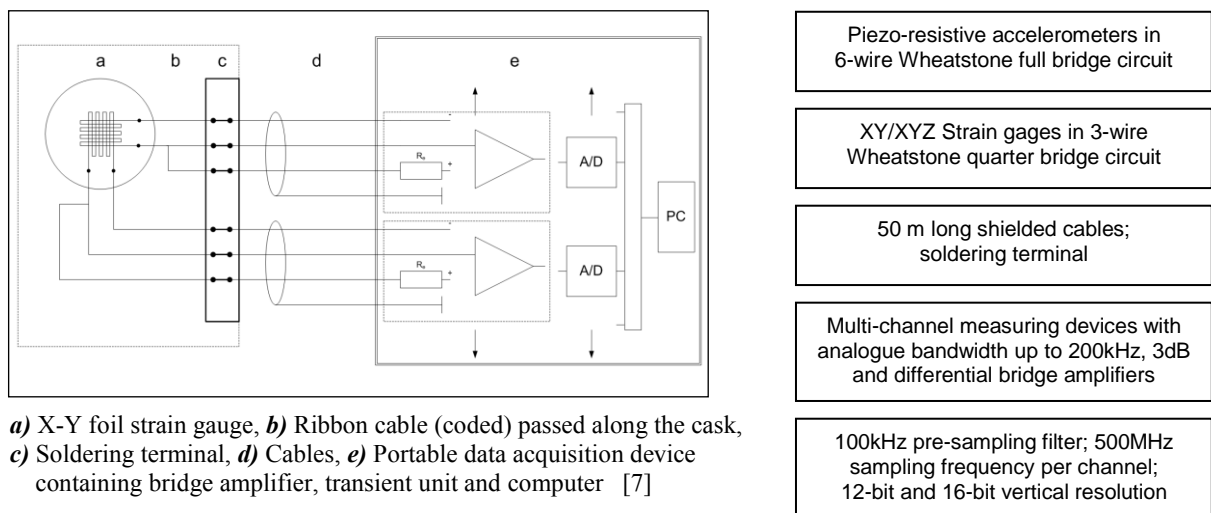 a
b
c
d
e
-
Rₑ
+
A/D
PC
-
Rₑ
+
A/D
a) X-Y foil strain gauge, b) Ribbon cable (coded) passed along the cask,
c) Soldering terminal, d) Cables, e) Portable data acquisition device
containing bridge amplifier, transient unit and computer [7]
Piezo-resistive accelerometers in
6-wire Wheatstone full bridge circuit
XY/XYZ Strain gages in 3-wire
Wheatstone quarter bridge circuit
50 m long shielded cables;
soldering terminal
Multi-channel measuring devices with
analogue bandwidth up to 200kHz, 3dB
and differential bridge amplifiers
100kHz pre-sampling filter; 500MHz
sampling frequency per channel;
12-bit and 16-bit vertical resolution